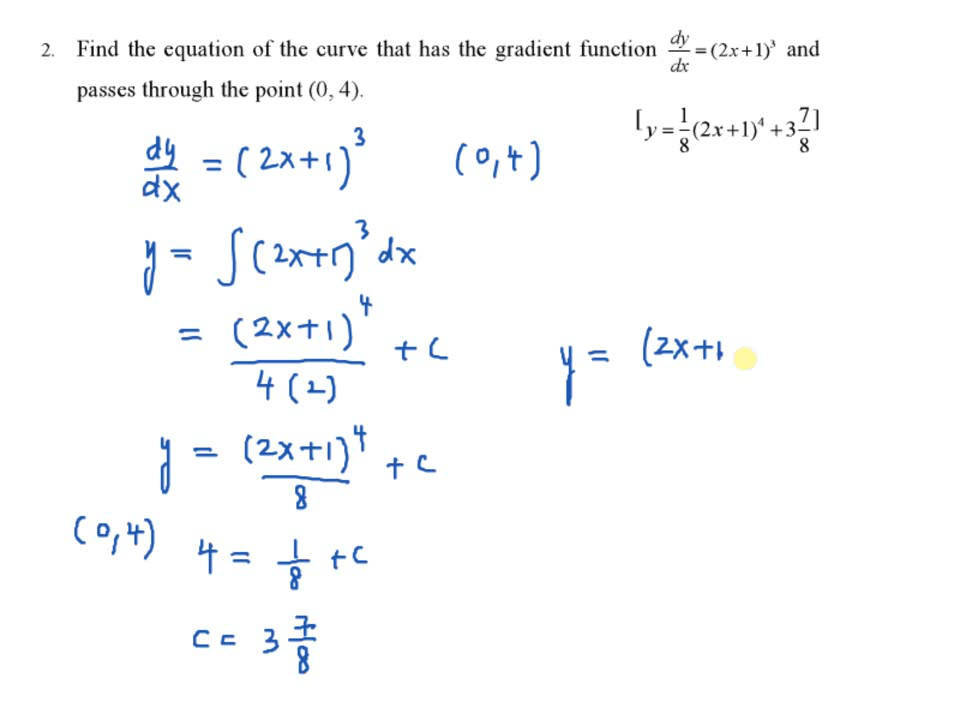 2. Find the equation of the curve that has the gradient function dy/dx = (2x+1)³ and
passes through the point (0, 4).
[y = 1/8 (2x+1)⁴ + 3 7/8]
dy/dx = (2x+1)³ (0,4)
y = ∫(2x+1)³ dx
= (2x+1)⁴/4(2) + c
y = (2x+1
y = (2x+1)⁴/8 + c
(0,4) 4 = 1/8 + c
c = 3 7/8